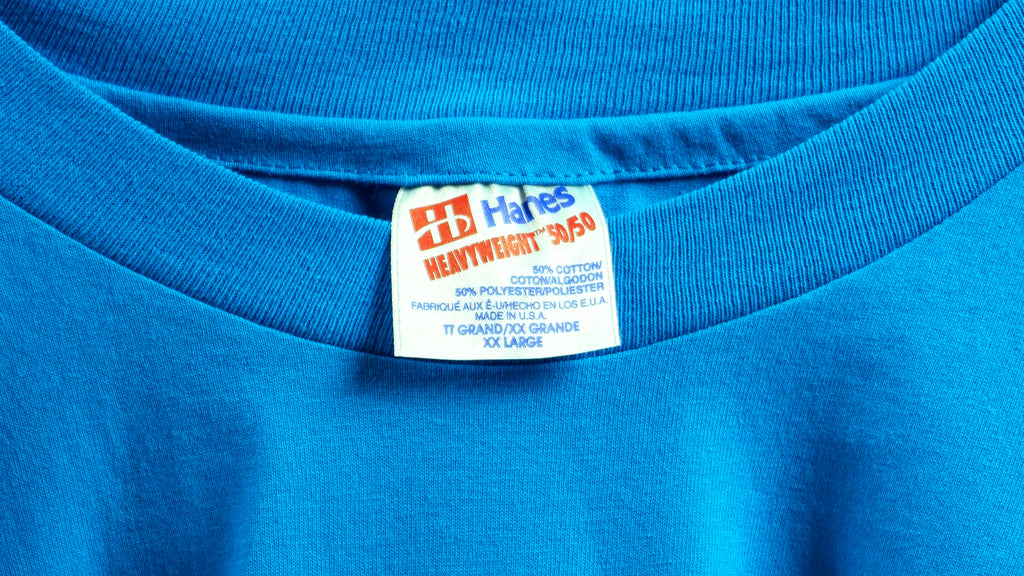 Hanes
HEAVYWEIGHT™ 50/50
50% COTTON/
COTON/ALGODON
50% POLYESTER/POLIESTER
FABRIQUÉ AUX É-U/HECHO EN LOS E.U.A.
MADE IN U.S.A.
TT GRAND/XX GRANDE
XX LARGE